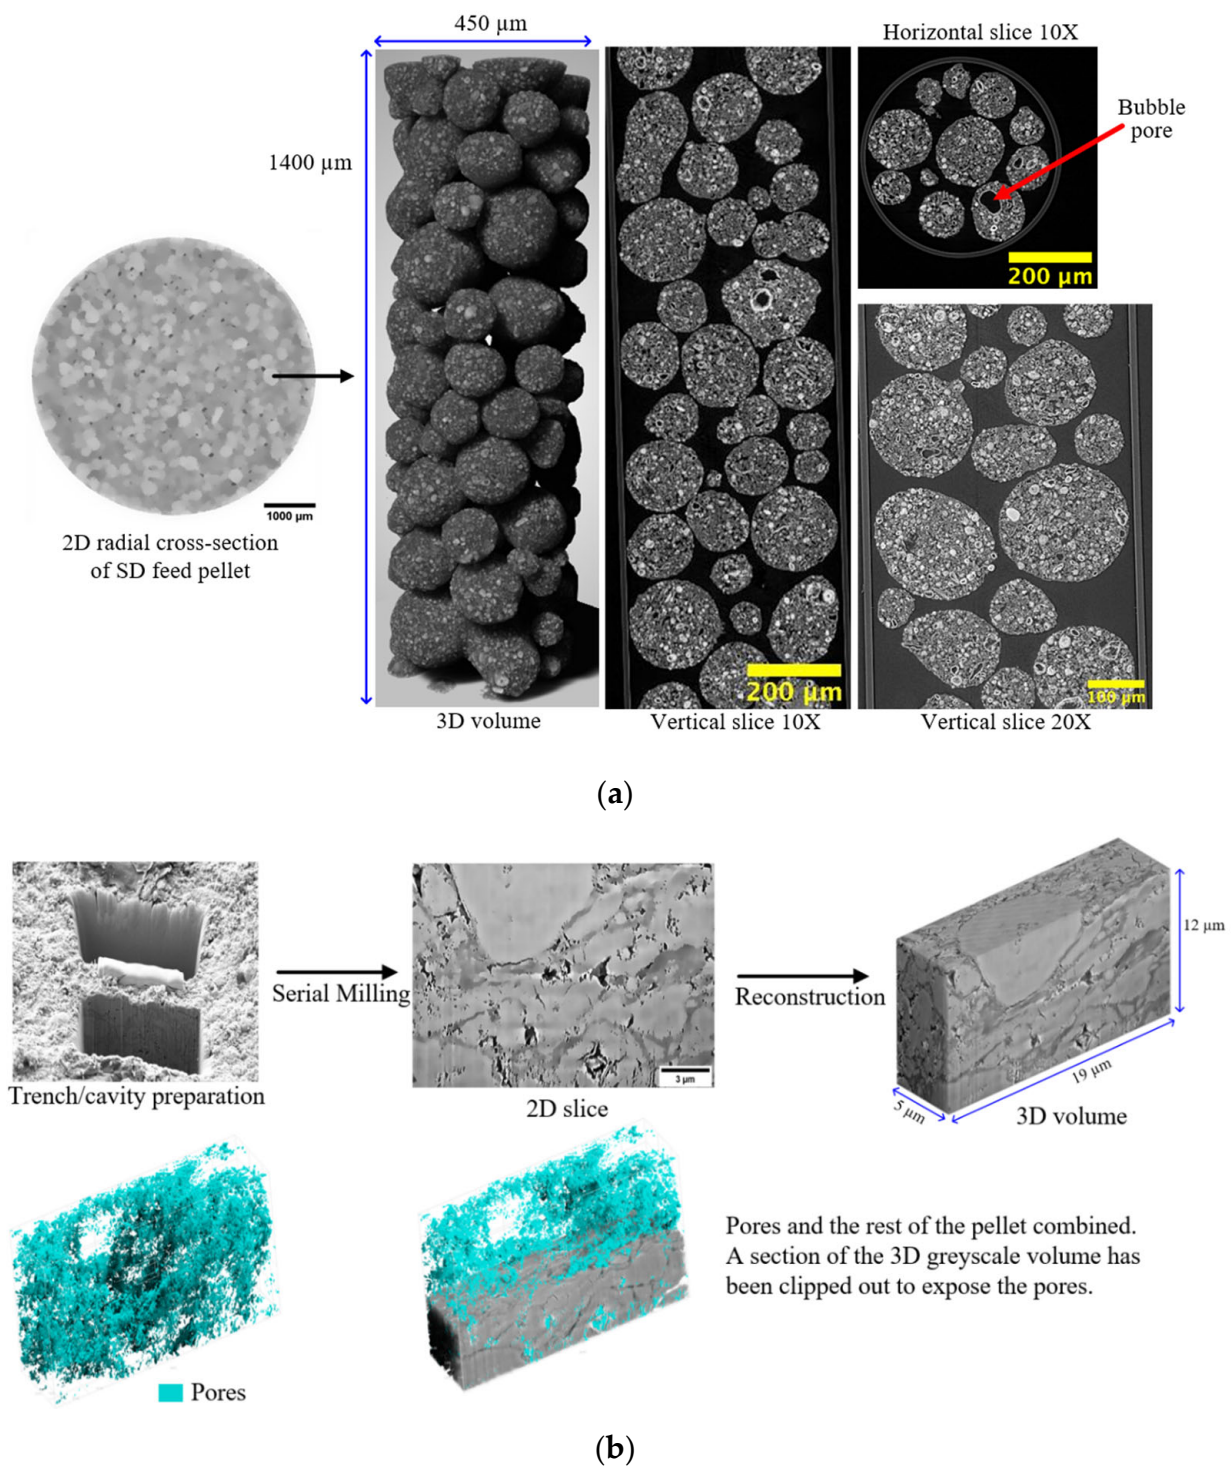 450 μm
1400 μm
Horizontal slice 10X
Bubble
pore
200 μm
1000 μm
2D radial cross-section
of SD feed pellet
200 μm
100 μm
3D volume
Vertical slice 10X
Vertical slice 20X
(a)
Serial Milling
Reconstruction
12 μm
19 μm
5 μm
3 μm
Trench/cavity preparation
2D slice
3D volume
Pores and the rest of the pellet combined.
A section of the 3D greyscale volume has
been clipped out to expose the pores.
Pores
(b)